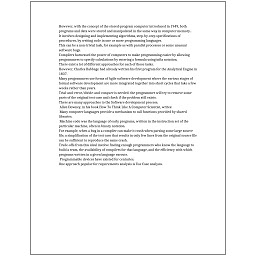 However, with the concept of the stored-program computer introduced in 1949, both
programs and data were stored and manipulated in the same way in computer memory.
It involves designing and implementing algorithms, step-by-step specifications of
procedures, by writing code in one or more programming languages.
This can be a non-trivial task, for example as with parallel processes or some unusual
software bugs.
Compilers harnessed the power of computers to make programming easier by allowing
programmers to specify calculations by entering a formula using infix notation.
There exist a lot of different approaches for each of those tasks.
However, Charles Babbage had already written his first program for the Analytical Engine in
1837.
Many programmers use forms of Agile software development where the various stages of
formal software development are more integrated together into short cycles that take a few
weeks rather than years.
Trial-and-error/divide-and-conquer is needed: the programmer will try to remove some
parts of the original test case and check if the problem still exists.
There are many approaches to the Software development process.
Allen Downey, in his book How To Think Like A Computer Scientist, writes:
Many computer languages provide a mechanism to call functions provided by shared
libraries.
Machine code was the language of early programs, written in the instruction set of the
particular machine, often in binary notation.
For example, when a bug in a compiler can make it crash when parsing some large source
file, a simplification of the test case that results in only few lines from the original source file
can be sufficient to reproduce the same crash.
Trade-offs from this ideal involve finding enough programmers who know the language to
build a team, the availability of compilers for that language, and the efficiency with which
programs written in a given language execute.
Programmable devices have existed for centuries.
One approach popular for requirements analysis is Use Case analysis.